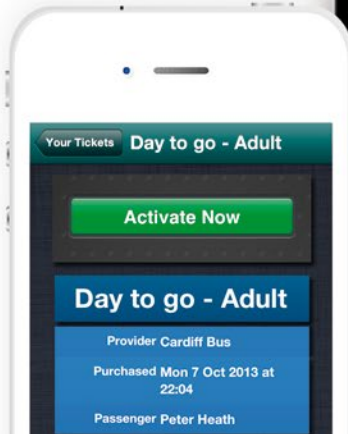 Your Tickets Day to go - Adult
Activate Now
Day to go - Adult
Provider Cardiff Bus
Purchased Mon 7 Oct 2013 at
22:04
Passenger Peter Heath